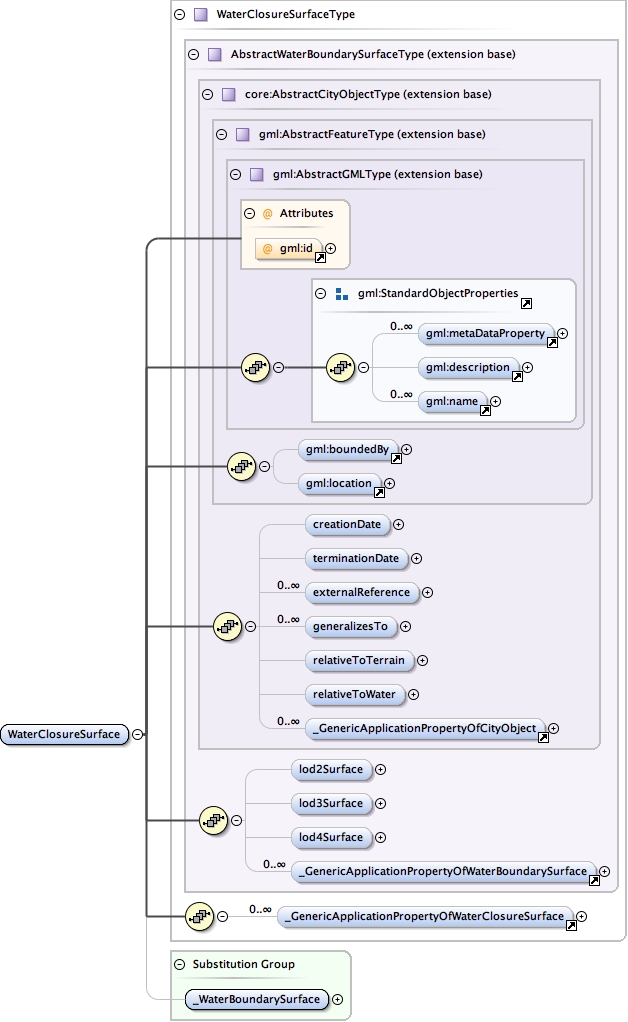 WaterClosureSurfaceType
AbstractWaterBoundarySurfaceType (extension base)
core:AbstractCityObjectType (extension base)
gml:AbstractFeatureType (extension base)
gml:AbstractGMLType (extension base)
@ Attributes
@ gml:id
gml:StandardObjectProperties
0..∞
gml:metaDataProperty
gml:description
0..∞
gml:name
gml:boundedBy
gml:location
creationDate
terminationDate
0..∞
externalReference
0..∞
generalizesTo
relativeToTerrain
relativeToWater
0..∞
_GenericApplicationPropertyOfCityObject
WaterClosureSurface
lod2Surface
lod3Surface
lod4Surface
0..∞
_GenericApplicationPropertyOfWaterBoundarySurface
0..∞
_GenericApplicationPropertyOfWaterClosureSurface
Substitution Group
_WaterBoundarySurface